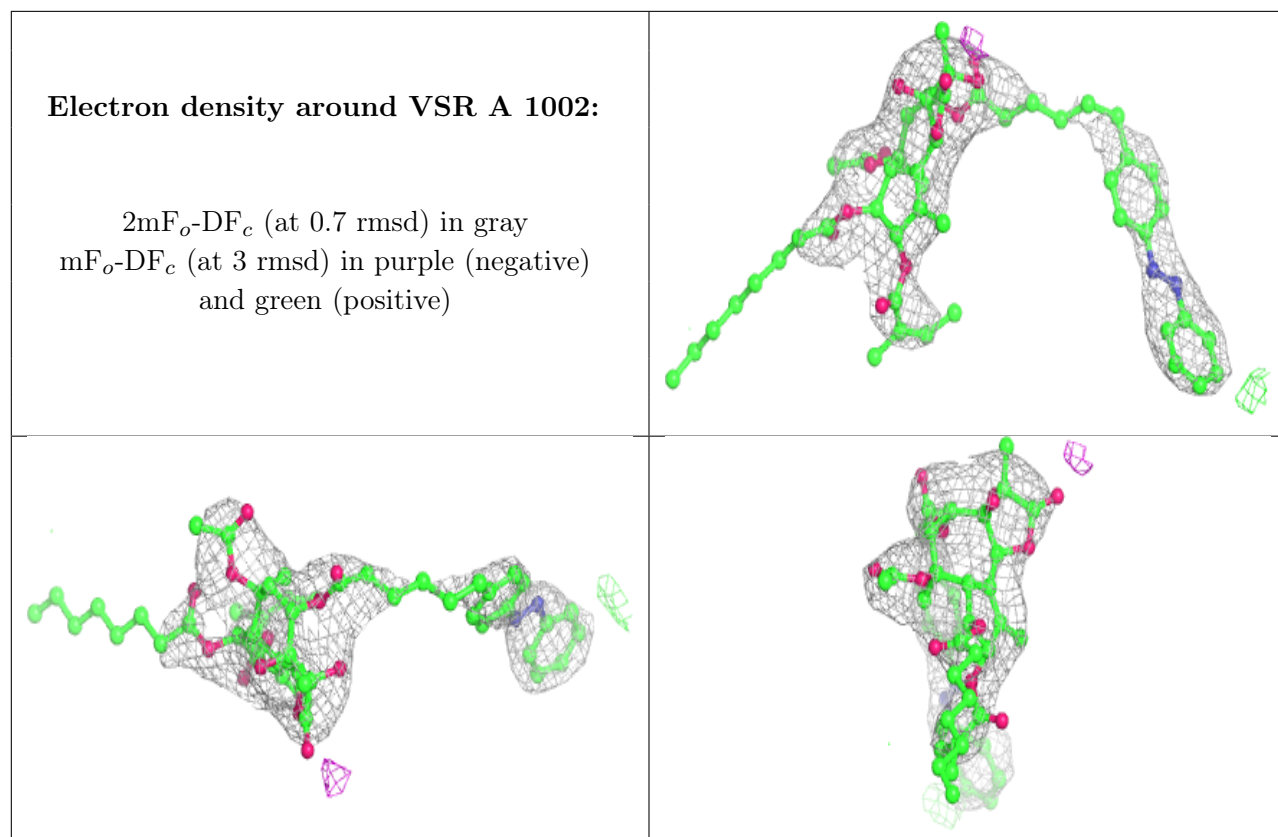 Electron density around VSR A 1002:
2mFo-DFc (at 0.7 rmsd) in gray
mFo-DFc (at 3 rmsd) in purple (negative)
and green (positive)